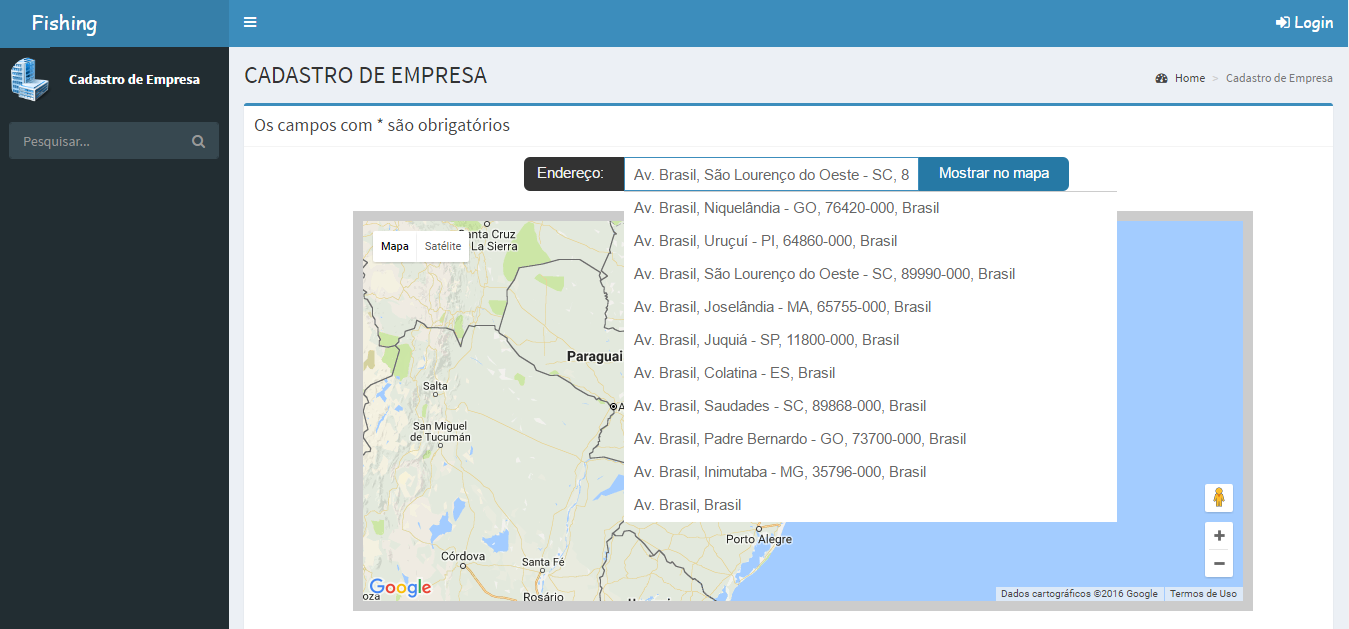 Fishing
Login
Cadastro de Empresa
Pesquisar...
CADASTRO DE EMPRESA
Home > Cadastro de Empresa
Os campos com * são obrigatórios
Endereço: Av. Brasil, São Lourenço do Oeste - SC, 8 Mostrar no mapa
Av. Brasil, Niquelândia - GO, 76420-000, Brasil
Av. Brasil, Uruçuí - PI, 64860-000, Brasil
Av. Brasil, São Lourenço do Oeste - SC, 89990-000, Brasil
Av. Brasil, Joselândia - MA, 65755-000, Brasil
Av. Brasil, Juquiá - SP, 11800-000, Brasil
Av. Brasil, Colatina - ES, Brasil
Av. Brasil, Saudades - SC, 89868-000, Brasil
Av. Brasil, Padre Bernardo - GO, 73700-000, Brasil
Av. Brasil, Inimutaba - MG, 35796-000, Brasil
Av. Brasil, Brasil
Mapa Satélite
anta Cruz
La Sierra
Paraguai
Salta
A
San Miguel
de Tucumán
Porto Alegre
Córdova
Santa Fé
Google
oza
Rosário
Dados cartográficos ©2016 Google Termos de Uso